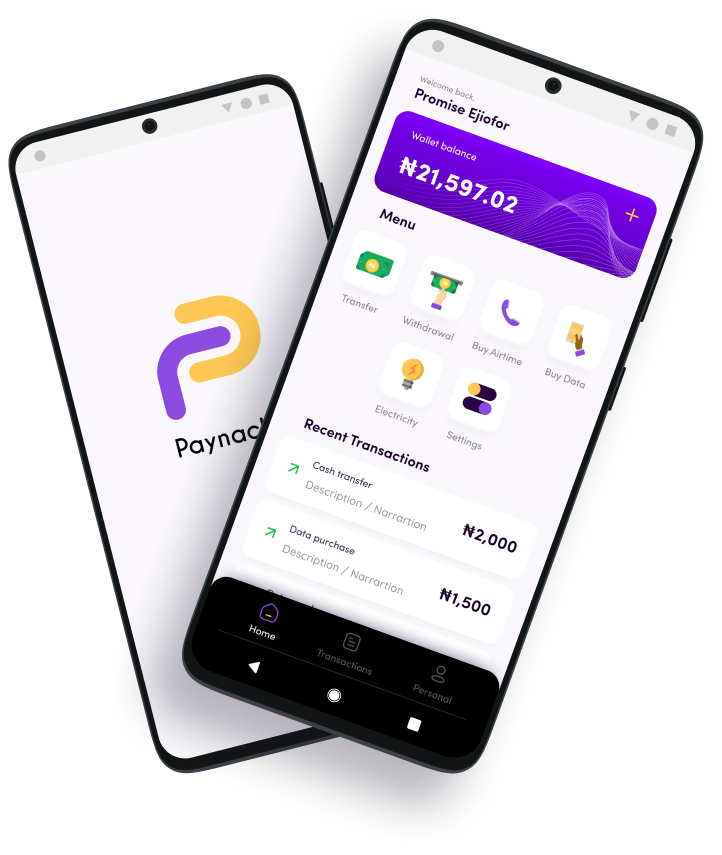 Paynac
Welcome back,
Promise Ejiofor
Wallet balance
₦21,597.02
Menu
Transfer
Withdrawal
Buy Airtime
Buy Data
Electricity
Settings
Recent Transactions
Cash transfer
Description / Narrartion
₦2,000
Data purchase
Description / Narrartion
₦1,500
Home
Transactions
Personal